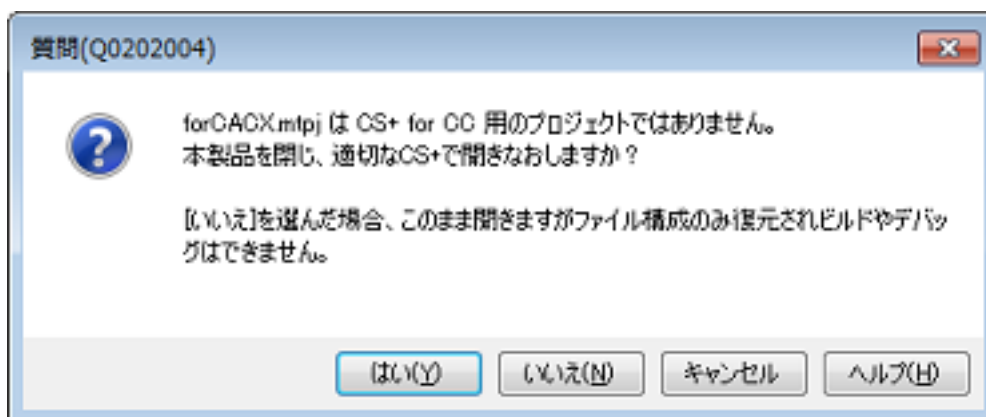 質問(Q0202004)
forCACX.mtpj は CS+ for CC 用のプロジェクトではありません。
本製品を閉じ、適切なCS+で開きなおしますか？
[いいえ]を選んだ場合、このまま開きますがファイル構成のみ復元されビルドやデバッ
グはできません。
はい(Y)
いいえ(N)
キャンセル
ヘルプ(H)